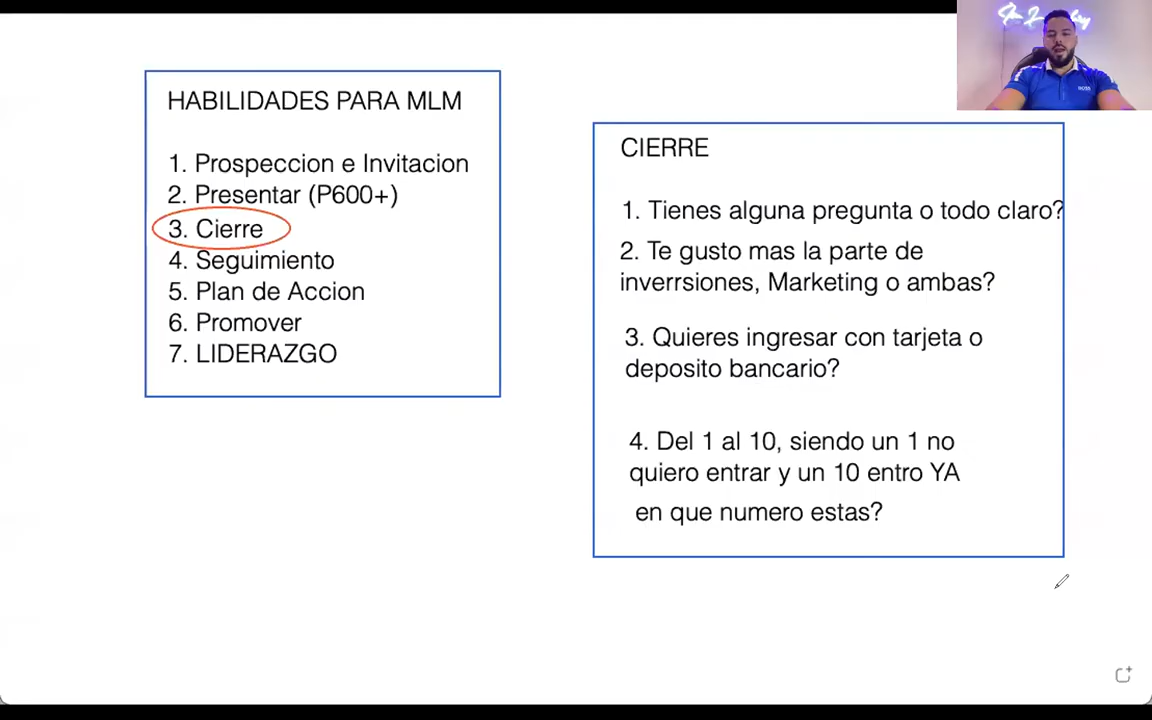 HABILIDADES PARA MLM
1. Prospeccion e Invitacion
2. Presentar (P600+)
3. Cierre
4. Seguimiento
5. Plan de Accion
6. Promover
7. LIDERAZGO
CIERRE
1. Tienes alguna pregunta o todo claro?
2. Te gusto mas la parte de
inverrsiones, Marketing o ambas?
3. Quieres ingresar con tarjeta o
deposito bancario?
4. Del 1 al 10, siendo un 1 no
quiero entrar y un 10 entro YA
en que numero estas?